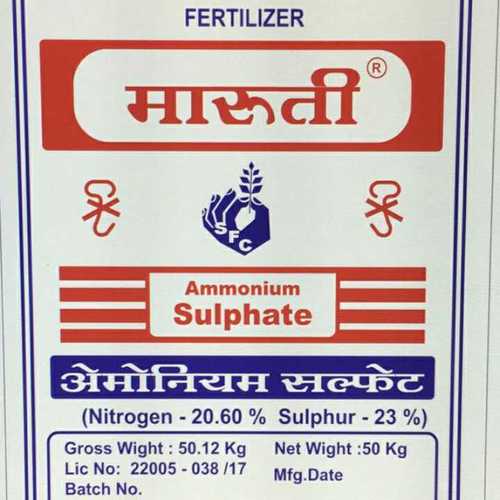 FERTILIZER
मारुती ®
SFC
Ammonium
Sulphate
अेमोनियम सल्फेट
(Nitrogen - 20.60 % Sulphur - 23 %)
Gross Wight : 50.12 Kg Net Wight :50 Kg
Lic No: 22005 - 038 /17 Mfg.Date
Batch No.